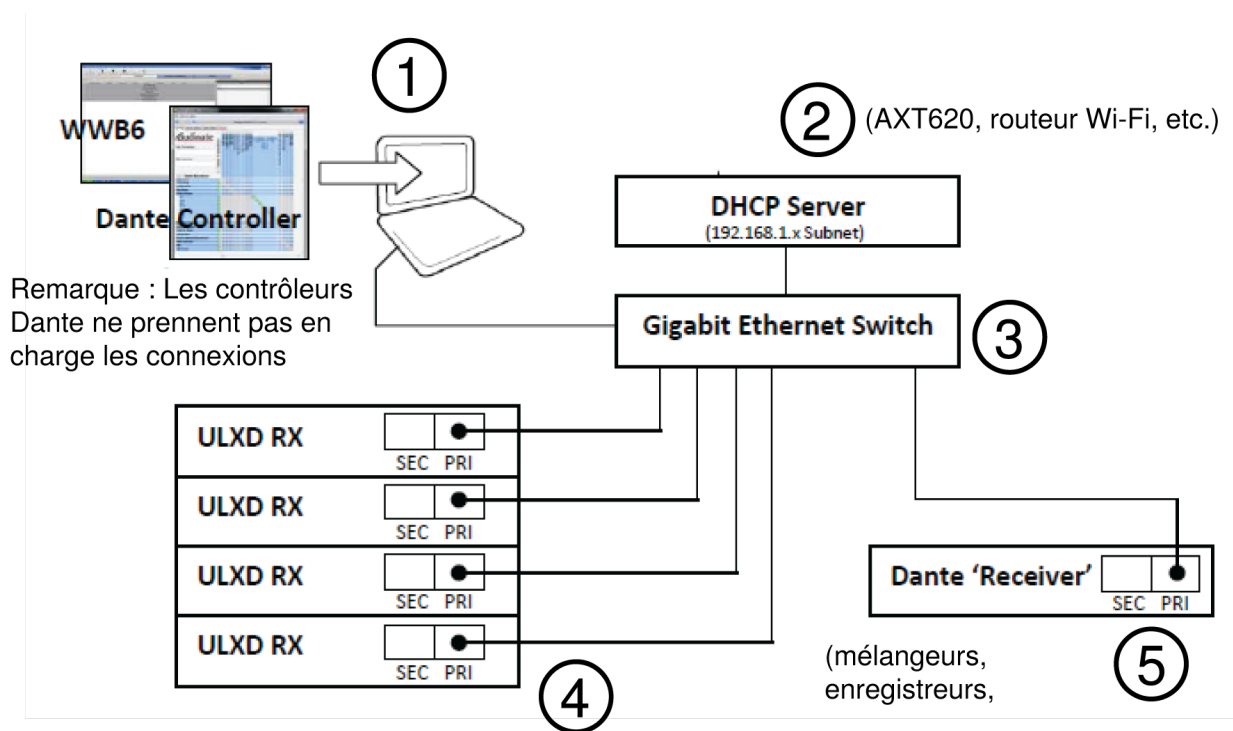 1
2 (AXT620, routeur Wi-Fi, etc.)
WWB6
Audinate
Dante Controller
DHCP Server
(192.168.1.x Subnet)
Remarque : Les contrôleurs
Dante ne prennent pas en
charge les connexions
Gigabit Ethernet Switch
3
ULXD RX
SEC PRI
ULXD RX
SEC PRI
ULXD RX
SEC PRI
ULXD RX
SEC PRI
4
Dante ‘Receiver’
SEC PRI
(mélangeurs,
enregistreurs,
5